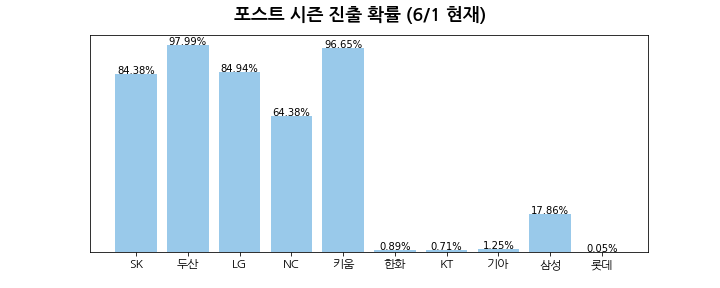 포스트 시즌 진출 확률 (6/1 현재)
84.38%
97.99%
84.94%
64.38%
96.65%
0.89%
0.71%
1.25%
17.86%
0.05%
SK
두산
LG
NC
키움
한화
KT
기아
삼성
롯데